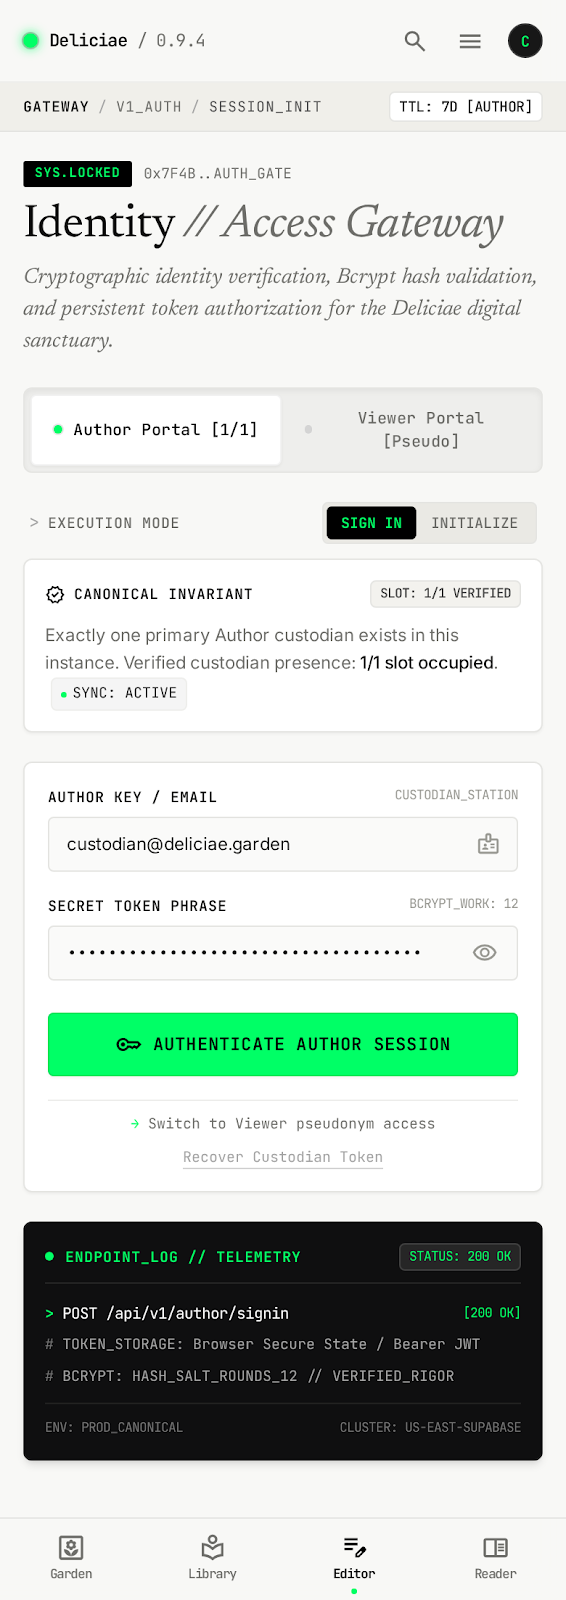 Deliciae / 0.9.4
C
GATEWAY / V1_AUTH / SESSION_INIT
TTL: 7D [AUTHOR]
SYS.LOCKED 0x7F4B..AUTH_GATE
Identity // Access Gateway
Cryptographic identity verification, Bcrypt hash validation,
and persistent token authorization for the Deliciae digital
sanctuary.
Author Portal [1/1]
Viewer Portal
[Pseudo]
> EXECUTION MODE
SIGN IN
INITIALIZE
CANONICAL INVARIANT
SLOT: 1/1 VERIFIED
Exactly one primary Author custodian exists in this
instance. Verified custodian presence: 1/1 slot occupied.
SYNC: ACTIVE
AUTHOR KEY / EMAIL
CUSTODIAN_STATION
custodian@deliciae.garden
SECRET TOKEN PHRASE
BCRYPT_WORK: 12
AUTHENTICATE AUTHOR SESSION
→ Switch to Viewer pseudonym access
Recover Custodian Token
ENDPOINT_LOG // TELEMETRY
STATUS: 200 OK
> POST /api/v1/author/signin
[200 OK]
# TOKEN_STORAGE: Browser Secure State / Bearer JWT
# BCRYPT: HASH_SALT_ROUNDS_12 // VERIFIED_RIGOR
ENV: PROD_CANONICAL
CLUSTER: US-EAST-SUPABASE
Garden
Library
Editor
Reader